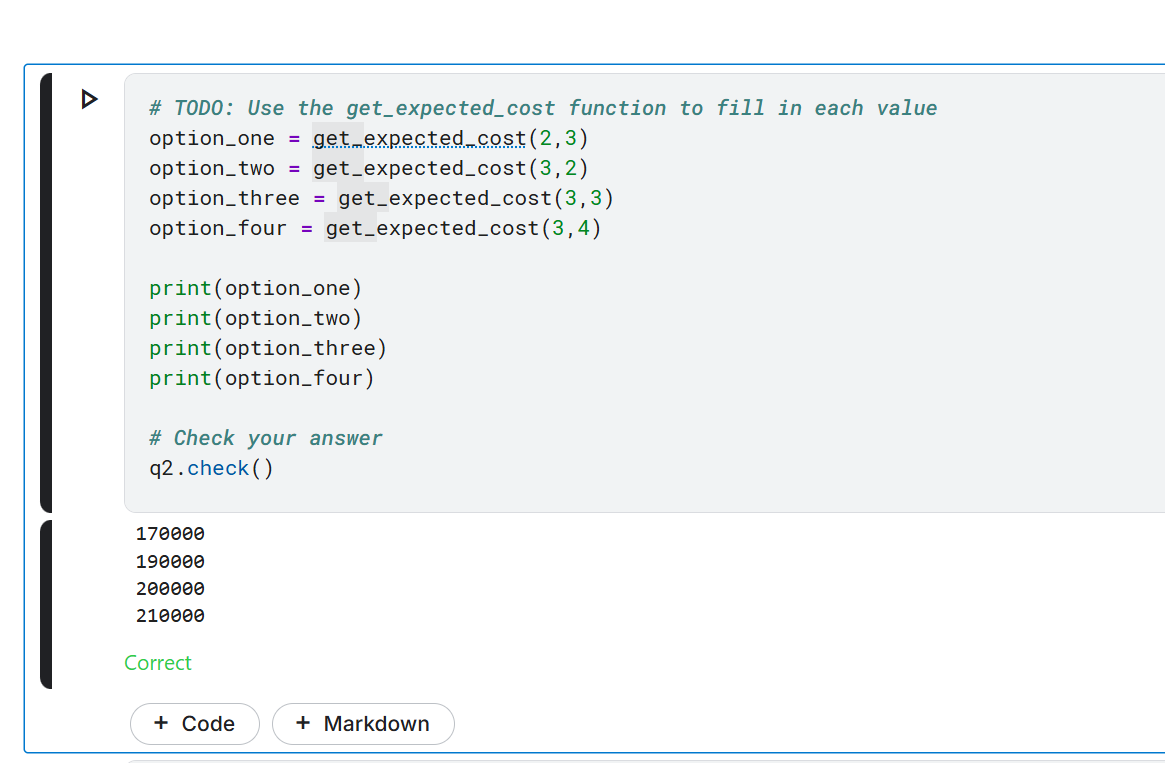 # TODO: Use the get_expected_cost function to fill in each value
option_one = get_expected_cost(2,3)
option_two = get_expected_cost(3,2)
option_three = get_expected_cost(3,3)
option_four = get_expected_cost(3,4)
print(option_one)
print(option_two)
print(option_three)
print(option_four)
# Check your answer
q2.check()
170000
190000
200000
210000
Correct
+ Code + Markdown